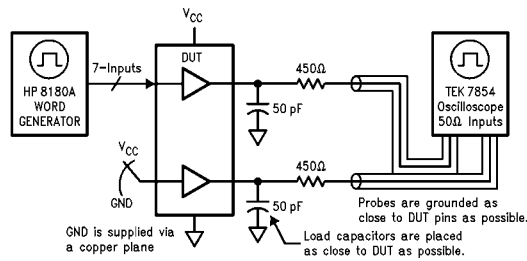 VCC
DUT
HP 8180A
WORD
GENERATOR
7-Inputs
450Ω
50 pF
TEK 7854
Oscilloscope
50Ω Inputs
VCC
GND
450Ω
50 pF
GND is supplied via
a copper plane
Load capacitors are placed
as close to DUT as possible.
Probes are grounded as
close to DUT pins as possible.